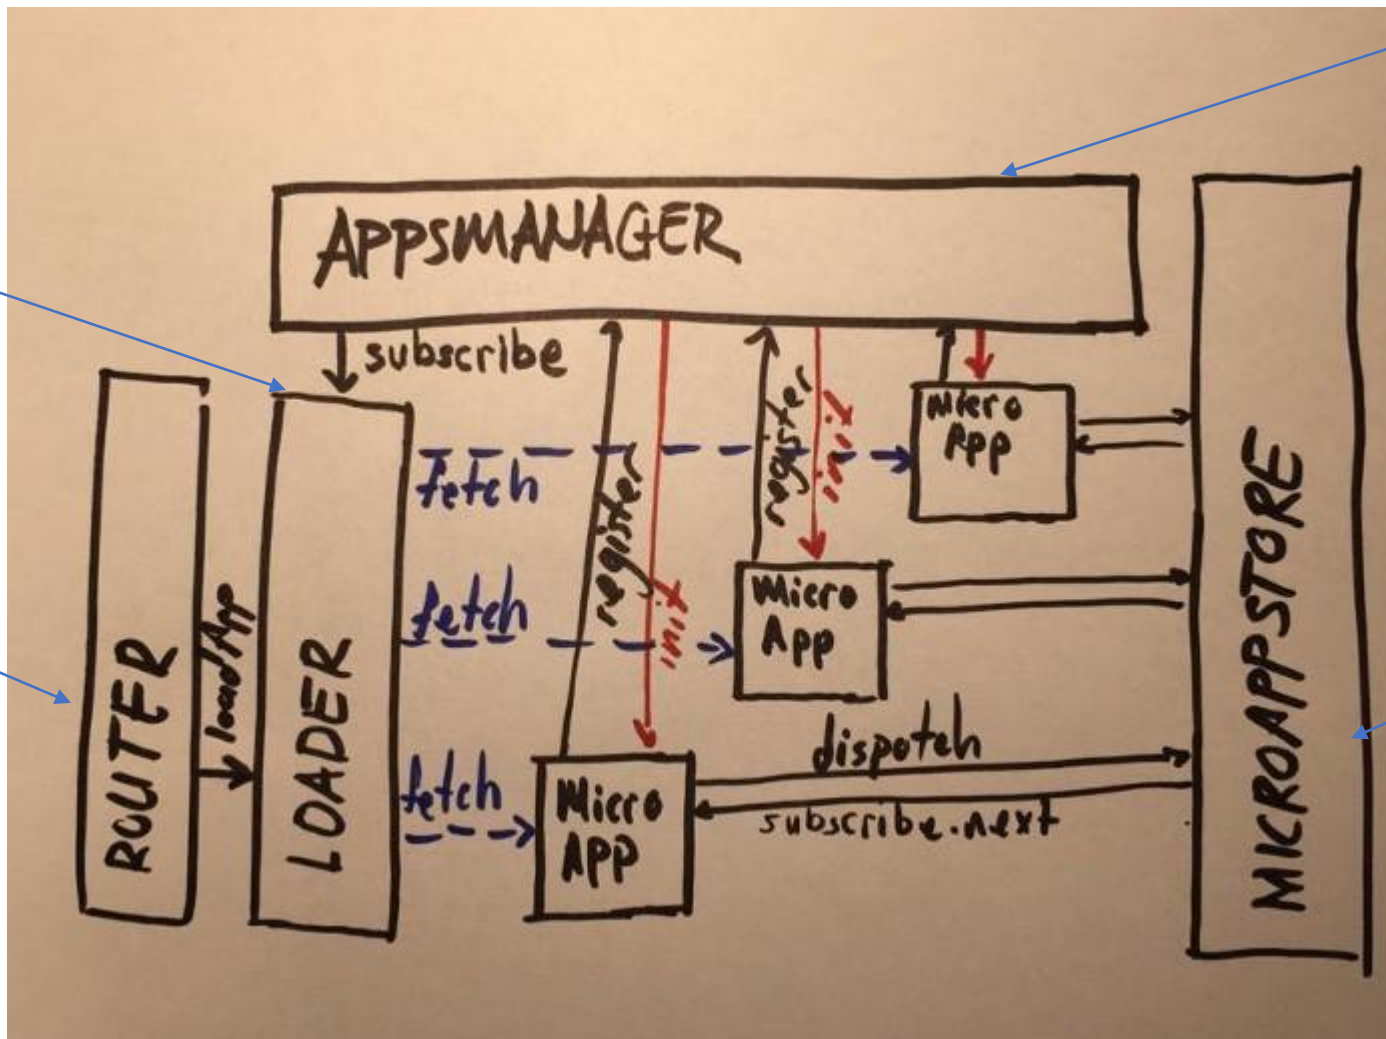 APPSMANAGER
subscribe
Micro
App
fetch
register
init
register
init
fetch
Micro
App
ROUTER
loadApp
LOADER
fetch
Micro
APP
dispatch
subscribe.next
MICROAPPSTORE